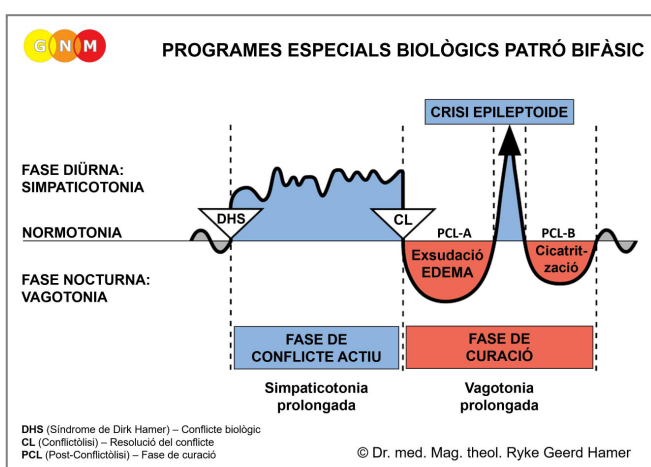 GNM
PROGRAMES ESPECIALS BIOLÒGICS PATRÓ BIFÀSIC
CRISI EPILEPTOIDE
FASE DIÜRNA:
SIMPATICOTONIA
DHS
CL
NORMOTONIA
PCL-A
PCL-B
Exsudació
EDEMA
Cicatrit-
zació
FASE NOCTURNA:
VAGOTONIA
FASE DE
CONFLICTE ACTIU
FASE DE
CURACIÓ
Simpaticotonia
prolongada
Vagotonia
prolongada
DHS (Síndrome de Dirk Hamer) – Conflicte biològic
CL (Conflictòlisi) – Resolució del conflicte
PCL (Post-Conflictòlisi) – Fase de curació
© Dr. med. Mag. theol. Ryke Geerd Hamer